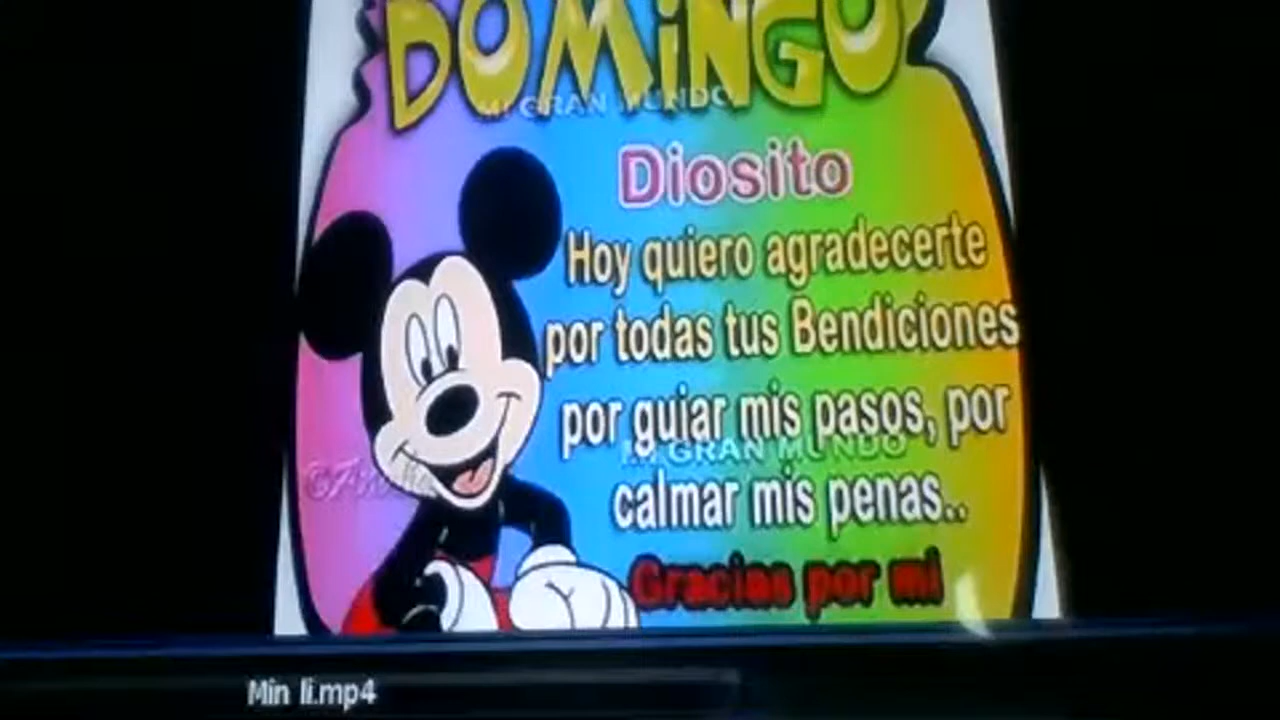 DOMiNGO
MI GRAN MUNDO
Diosito
Hoy quiero agradecerte
por todas tus Bendiciones
por guiar mis pasos, por
MI GRAN MUNDO
calmar mis penas..
Gracias por mi
Min li.mp4